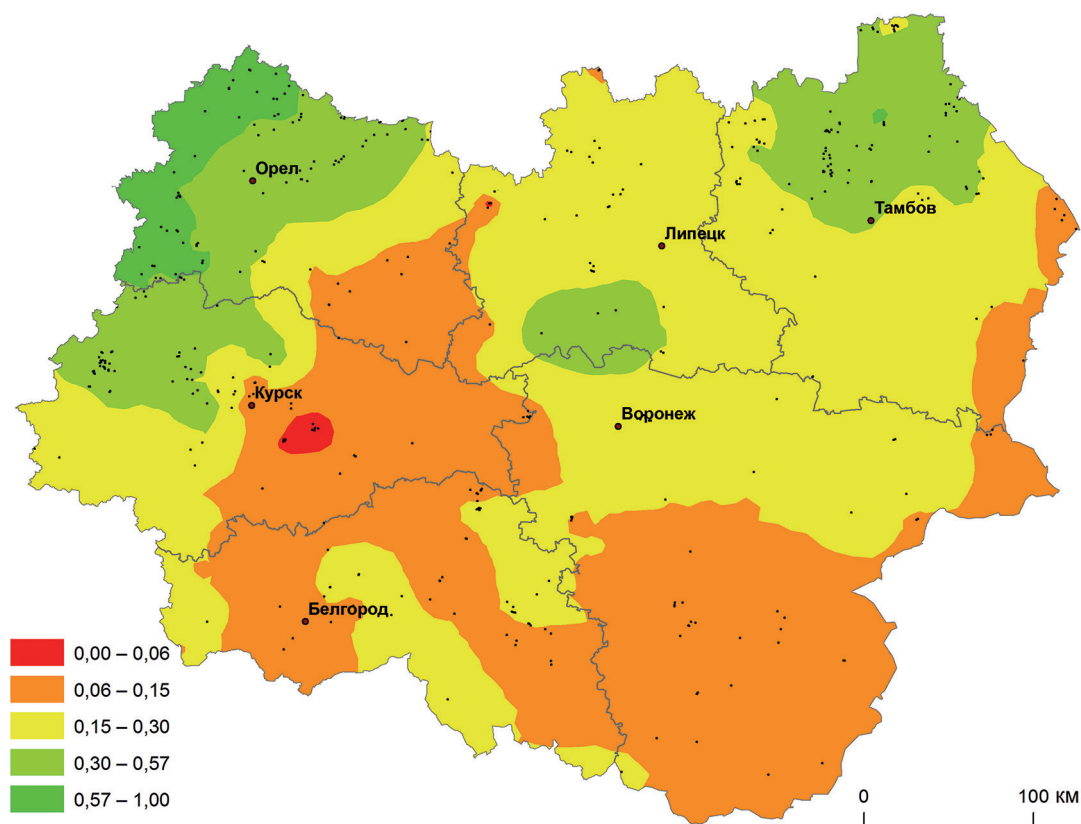 Орел
Тамбов
Липецк
Курск
Воронеж
Белгород
0,00 – 0,06
0,06 – 0,15
0,15 – 0,30
0,30 – 0,57
0,57 – 1,00
0 100 км